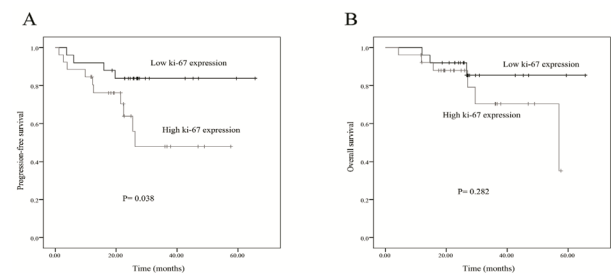 A
Progression-free survival
1.0
0.8
0.6
0.4
0.2
0.0
Low ki-67 expression
High ki-67 expression
P= 0.038
0.00 20.00 40.00 60.00
Time (months)
B
Overall survival
1.0
0.8
0.6
0.4
0.2
0.0
Low ki-67 expression
High ki-67 expression
P= 0.282
0.00 20.00 40.00 60.00
Time (months)